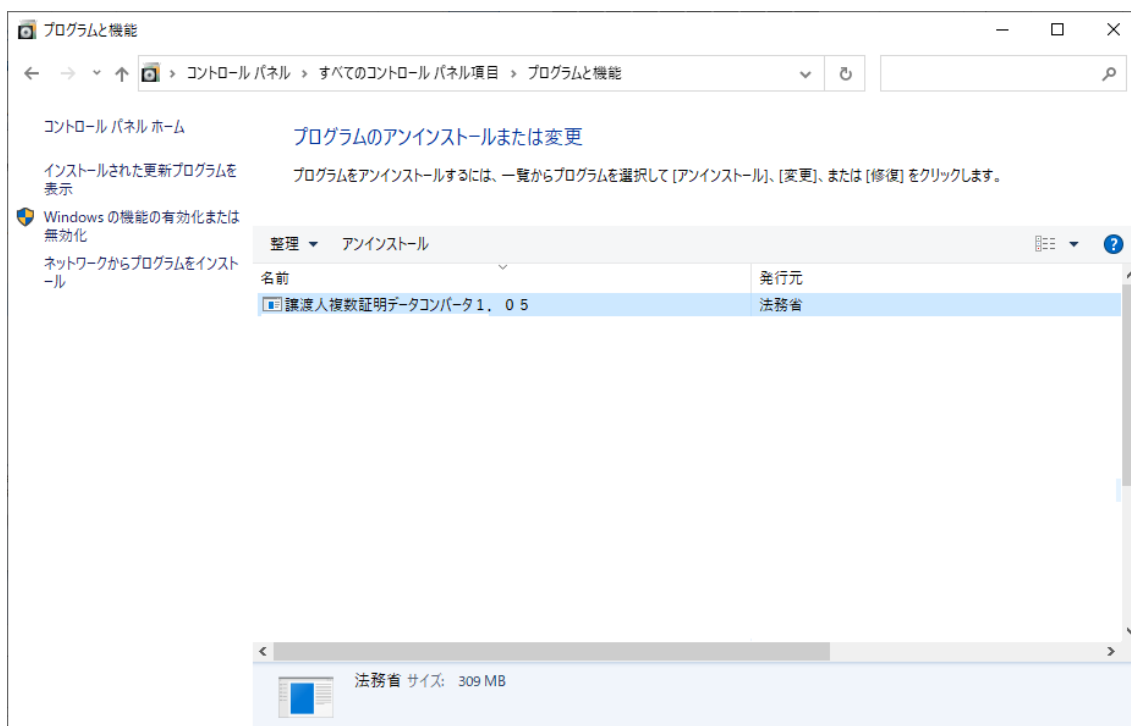 プログラムと機能
コントロール パネル › すべてのコントロール パネル項目 › プログラムと機能
コントロール パネル ホーム
インストールされた更新プログラムを
表示
Windows の機能の有効化または
無効化
ネットワークからプログラムをインスト
ール
プログラムのアンインストールまたは変更
プログラムをアンインストールするには、一覧からプログラムを選択して [アンインストール]、[変更]、または [修復] をクリックします。
整理 アンインストール
名前 発行元
譲渡人複数証明データコンバータ１．０５ 法務省
法務省 サイズ: 309 MB